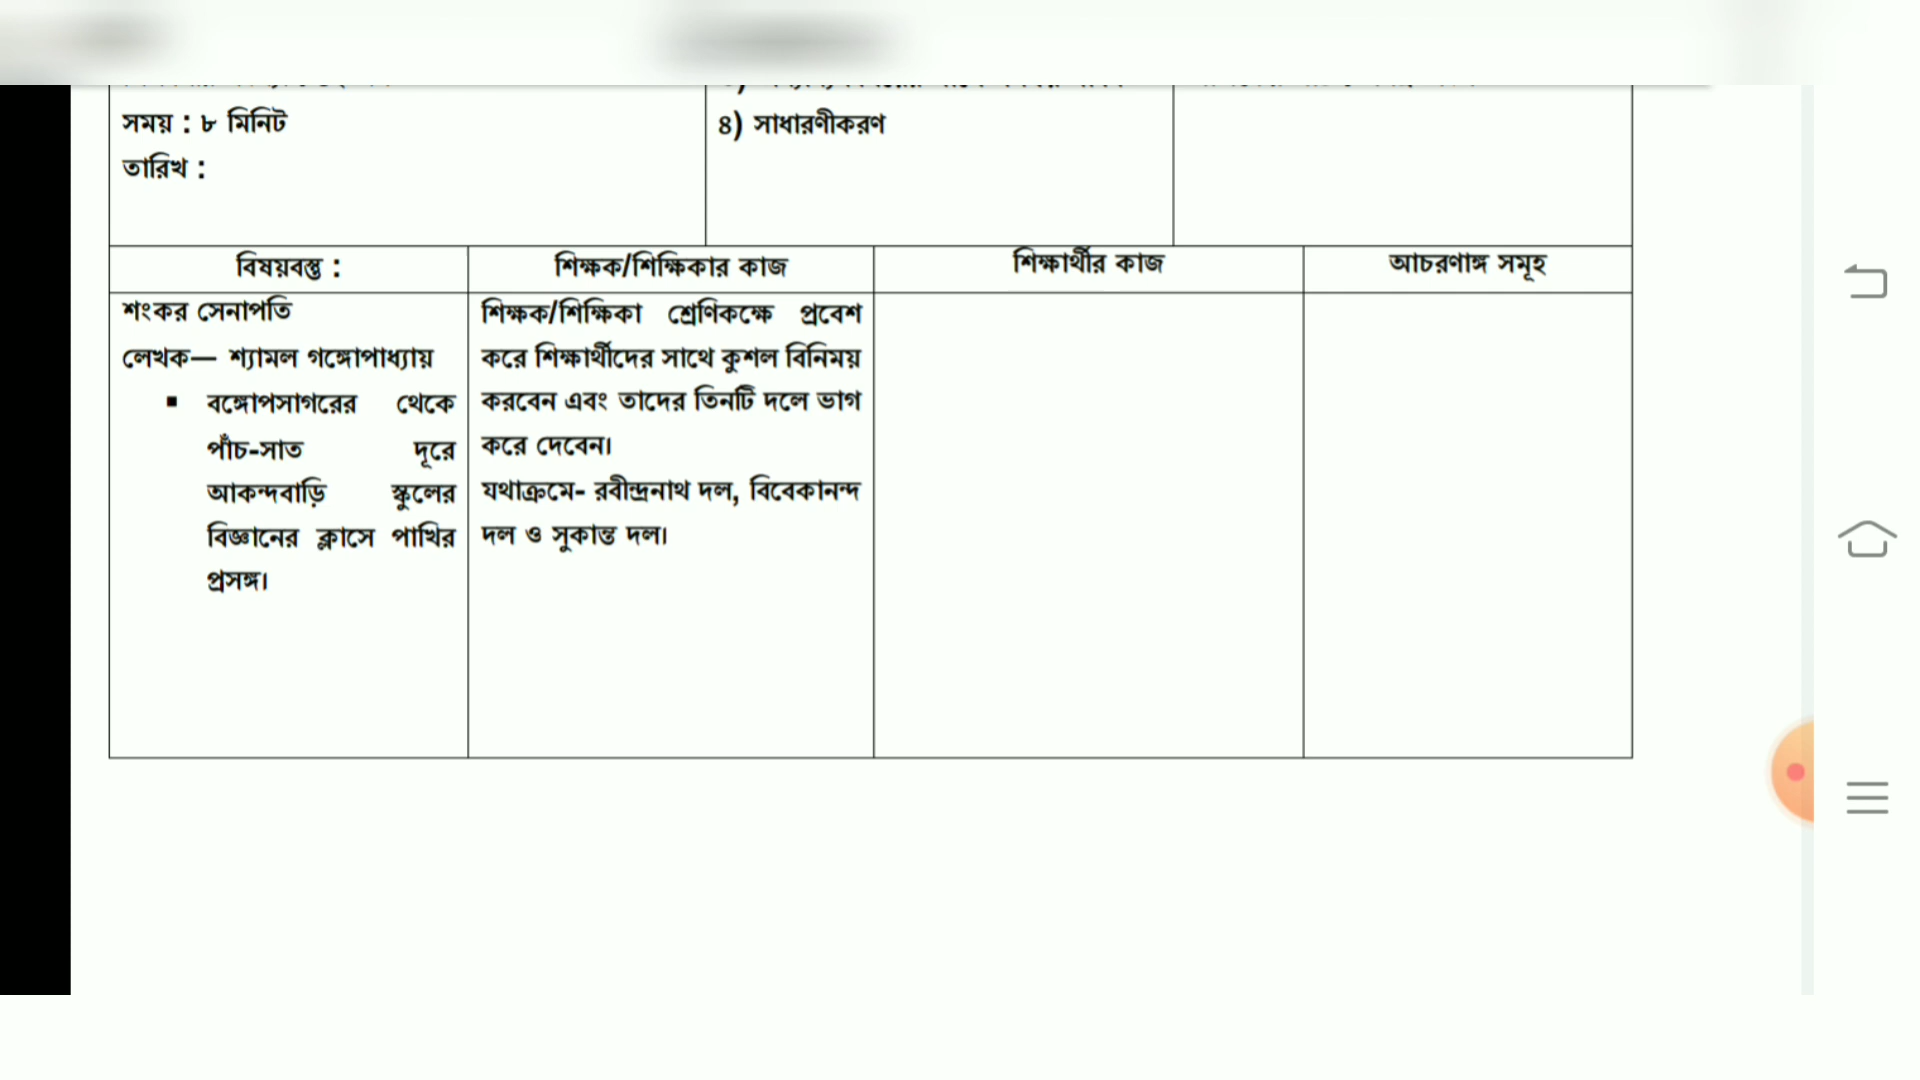 সময় : ৮ মিনিট
তারিখ :
৪) সাধারণীকরণ
বিষয়বস্তু :
শিক্ষক/শিক্ষিকার কাজ
শিক্ষার্থীর কাজ
আচরণাঙ্গ সমূহ
শংকর সেনাপতি
লেখক— শ্যামল গঙ্গোপাধ্যায়
▪ বঙ্গোপসাগরের থেকে
পাঁচ-সাত দূরে
আকন্দবাড়ি স্কুলের
বিজ্ঞানের ক্লাসে পাখির
প্রসঙ্গ।
শিক্ষক/শিক্ষিকা শ্রেণিকক্ষে প্রবেশ
করে শিক্ষার্থীদের সাথে কুশল বিনিময়
করবেন এবং তাদের তিনটি দলে ভাগ
করে দেবেন।
যথাক্রমে- রবীন্দ্রনাথ দল, বিবেকানন্দ
দল ও সুকান্ত দল।